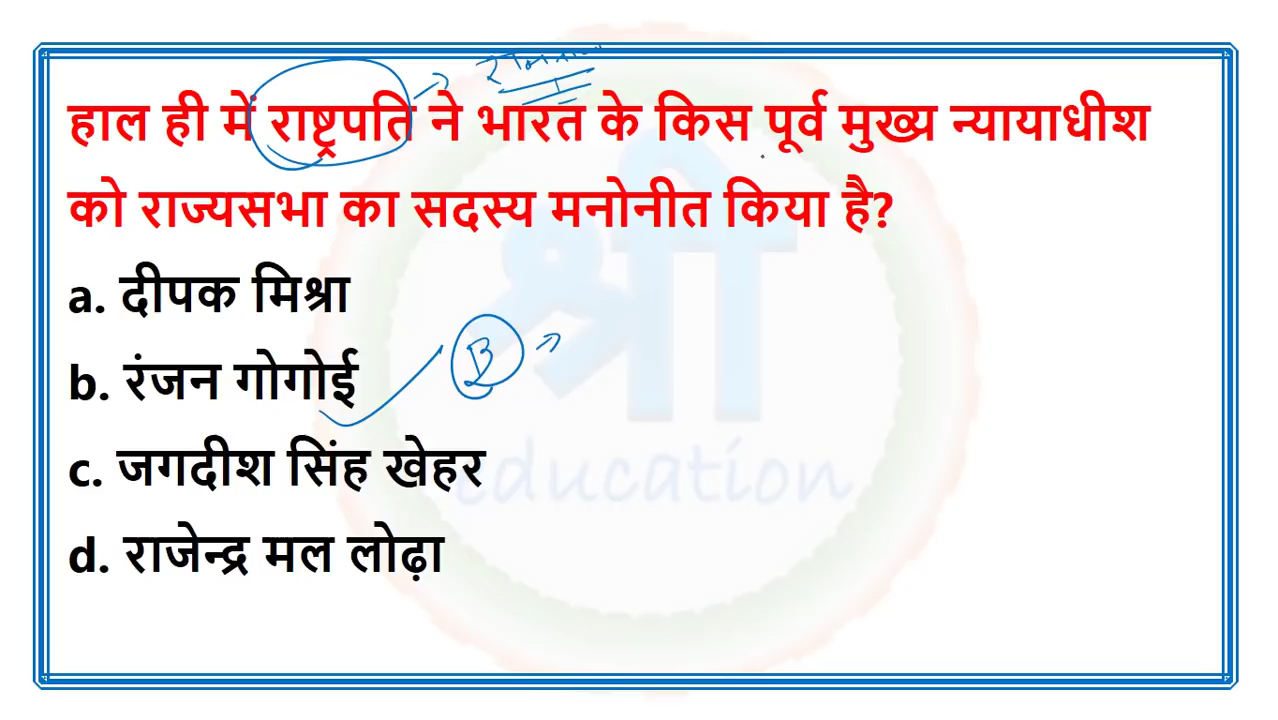 हाल ही में राष्ट्रपति ने भारत के किस पूर्व मुख्य न्यायाधीश
को राज्यसभा का सदस्य मनोनीत किया है?
a. दीपक मिश्रा
b. रंजन गोगोई
B
c. जगदीश सिंह खेहर
d. राजेन्द्र मल लोढ़ा
श्री
education